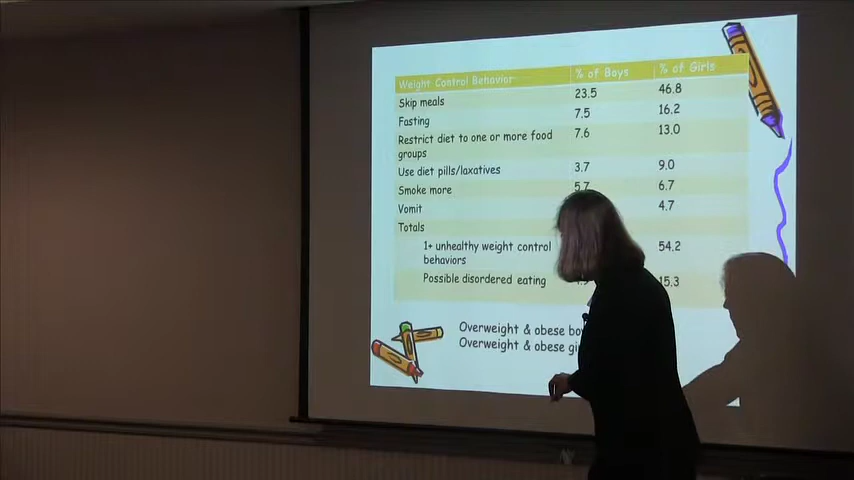 Weight Control Behavior % of Boys % of Girls
Skip meals 23.5 46.8
Fasting 7.5 16.2
Restrict diet to one or more food 7.6 13.0
groups
Use diet pills/laxatives 3.7 9.0
Smoke more 5.7 6.7
Vomit 4.7
Totals
1+ unhealthy weight control 54.2
behaviors
Possible disordered eating 15.3
Overweight & obese
Overweight & obese